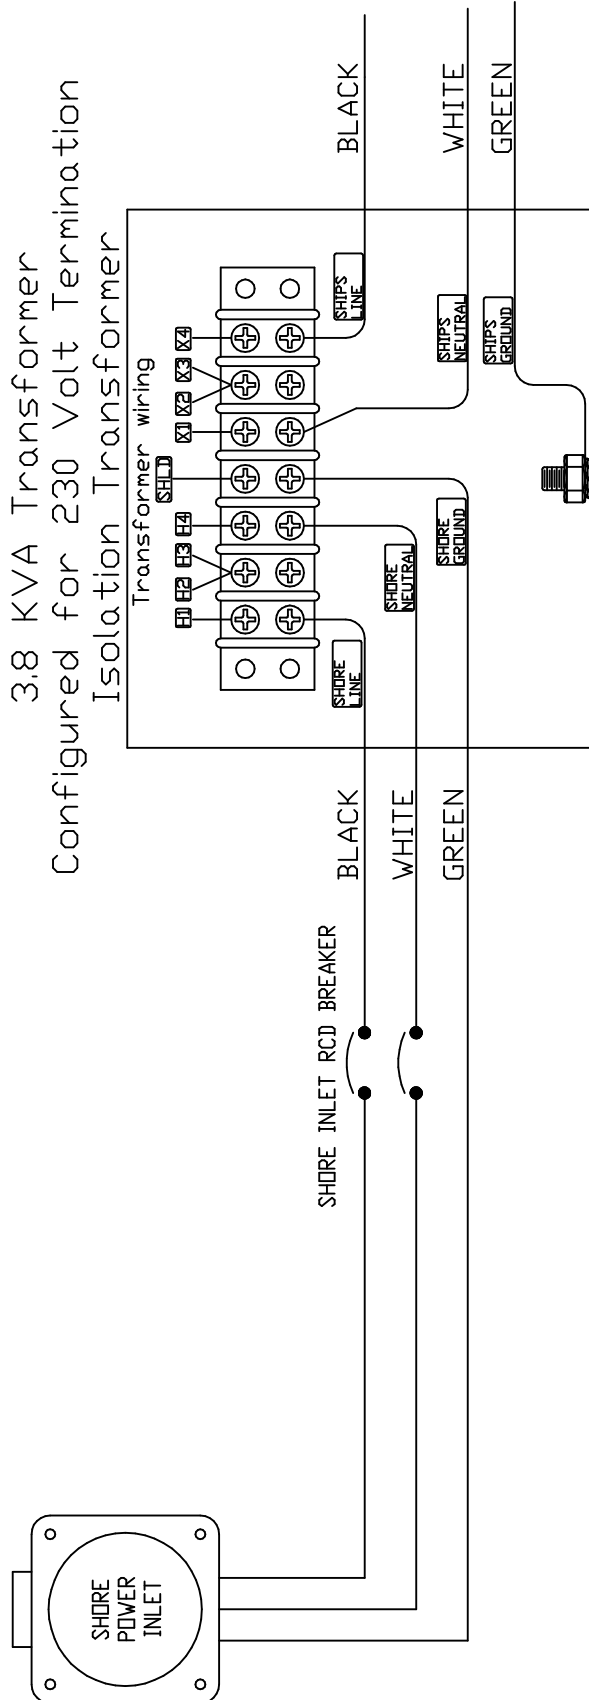 3.8 KVA Transformer
Configured for 230 Volt Termination
Isolation Transformer
Transformer wiring
H1
H2
H3
H4
SHLD
X1
X2
X3
X4
SHORE
LINE
SHORE
NEUTRAL
SHORE
GROUND
SHIPS
LINE
SHIPS
NEUTRAL
SHIPS
GROUND
BLACK
WHITE
GREEN
BLACK
WHITE
GREEN
SHORE INLET RCD BREAKER
SHORE
POWER
INLET